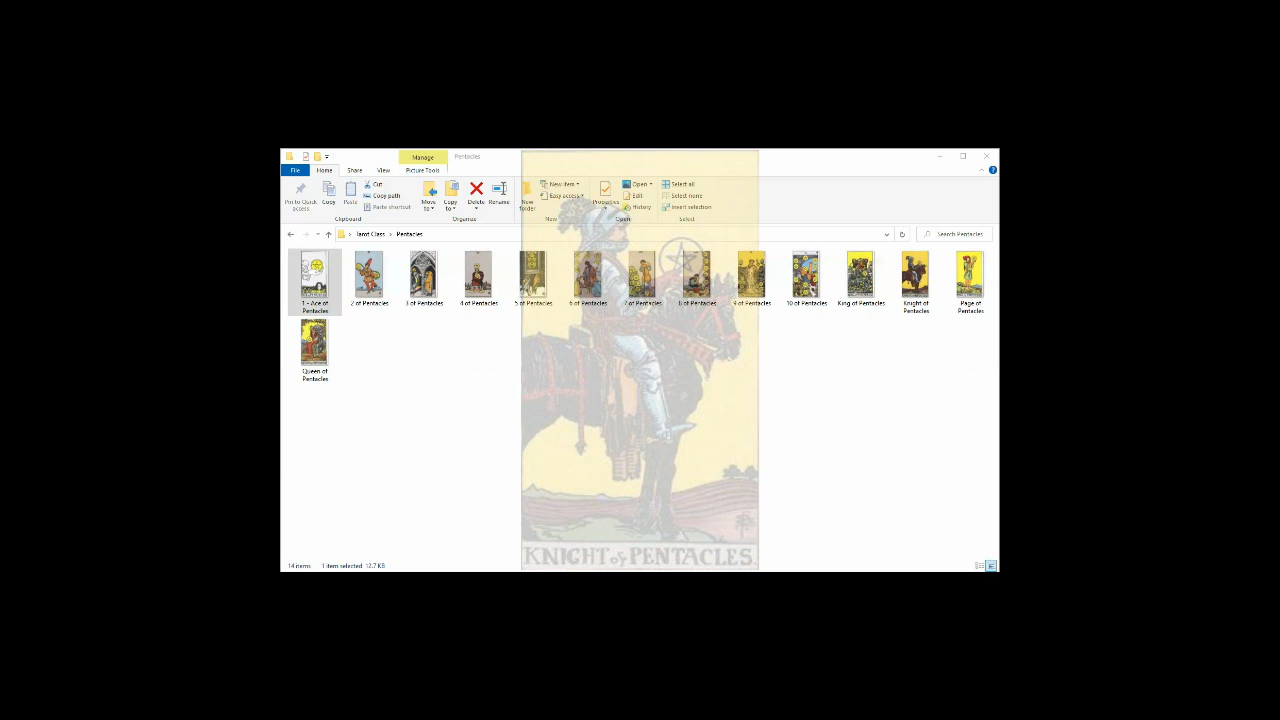 Manage Pentacles
File Home Share View Picture Tools
Pin to Quick access
Copy
Paste
Cut
Copy path
Paste shortcut
Clipboard
Move to
Copy to
Delete
Rename
Organize
New folder
New item
Easy access
New
Properties
Open
Edit
History
Open
Select all
Select none
Insert selection
Select
Tarot Class > Pentacles
Search Pentacles
1 - Ace of Pentacles
2 of Pentacles
3 of Pentacles
4 of Pentacles
5 of Pentacles
6 of Pentacles
7 of Pentacles
8 of Pentacles
9 of Pentacles
10 of Pentacles
King of Pentacles
Knight of Pentacles
Page of Pentacles
Queen of Pentacles
KNIGHT of PENTACLES.
14 items 1 item selected 12.7 KB